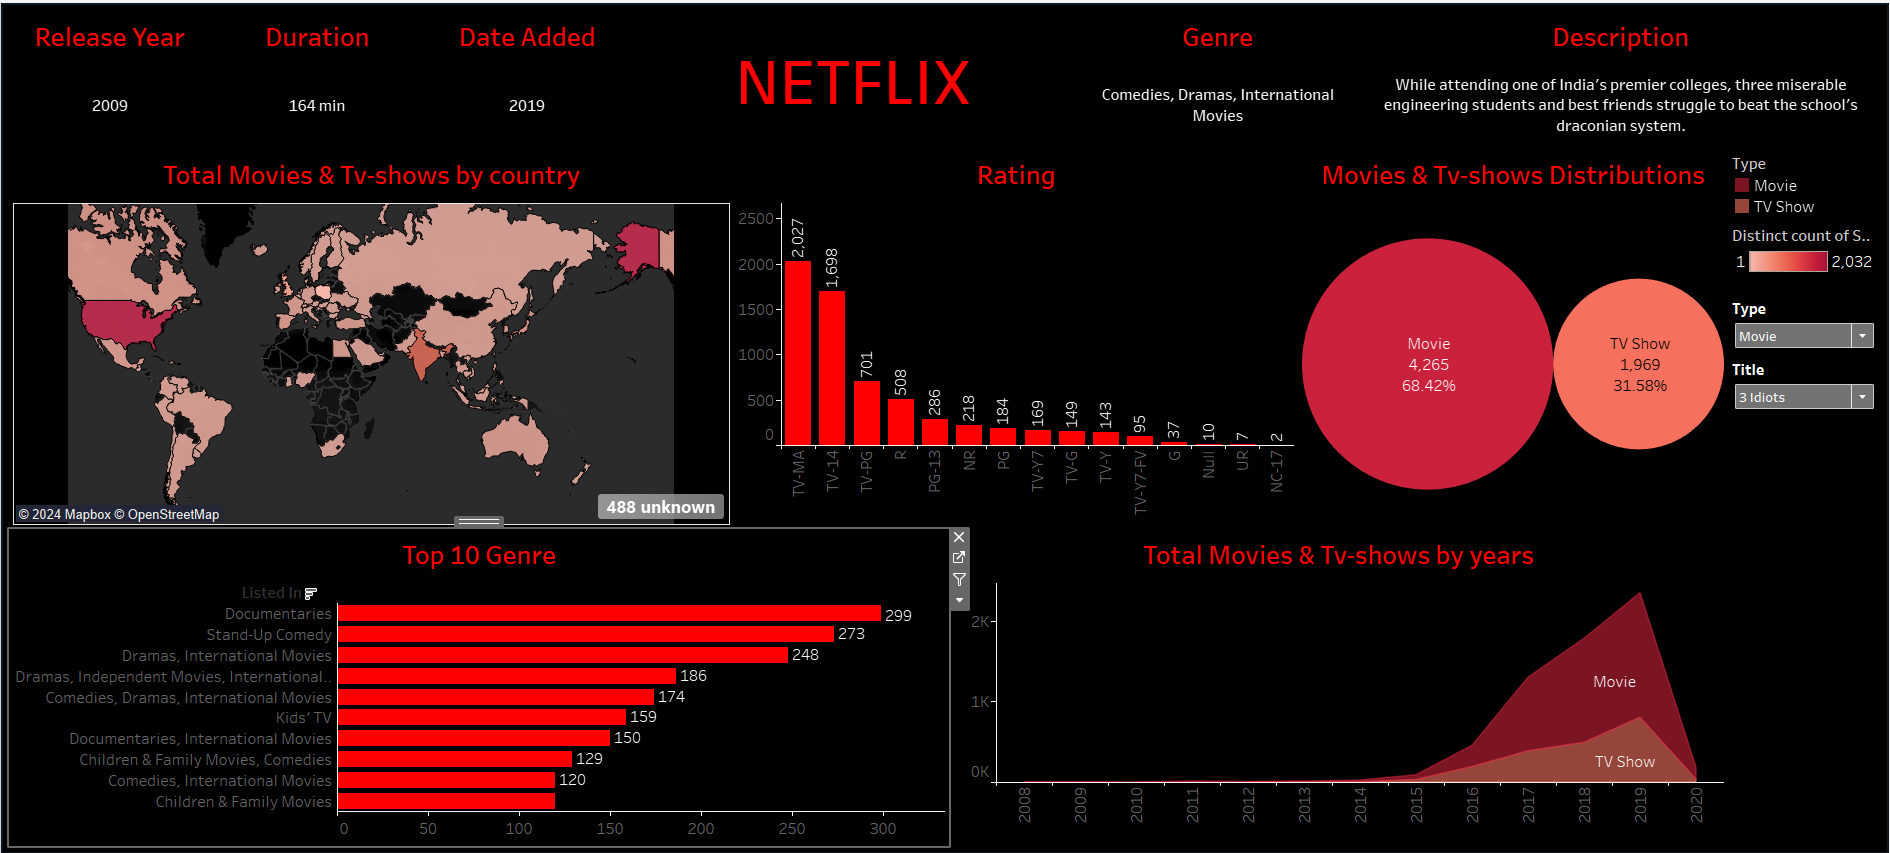 Release Year
Duration
Date Added
NETFLIX
Genre
Description
2009
164 min
2019
Comedies, Dramas, International
Movies
While attending one of India's premier colleges, three miserable
engineering students and best friends struggle to beat the school's
draconian system.
Total Movies & Tv-shows by country
© 2024 Mapbox © OpenStreetMap
488 unknown
Rating
2500
2000
1500
1000
500
0
2,027
1,698
701
508
286
218
184
169
149
143
95
37
10
7
2
TV-MA
TV-14
TV-PG
R
PG-13
NR
PG
TV-Y7
TV-G
TV-Y
TV-Y7-FV
G
Null
UR
NC-17
Movies & Tv-shows Distributions
Movie
4,265
68.42%
TV Show
1,969
31.58%
Type
Movie
TV Show
Distinct count of S..
1
2,032
Type
Movie
Title
3 Idiots
Top 10 Genre
Listed In
Documentaries 299
Stand-Up Comedy 273
Dramas, International Movies 248
Dramas, Independent Movies, International.. 186
Comedies, Dramas, International Movies 174
Kids' TV 159
Documentaries, International Movies 150
Children & Family Movies, Comedies 129
Comedies, International Movies 120
Children & Family Movies
0 50 100 150 200 250 300
Total Movies & Tv-shows by years
2K
1K
0K
Movie
TV Show
2008
2009
2010
2011
2012
2013
2014
2015
2016
2017
2018
2019
2020